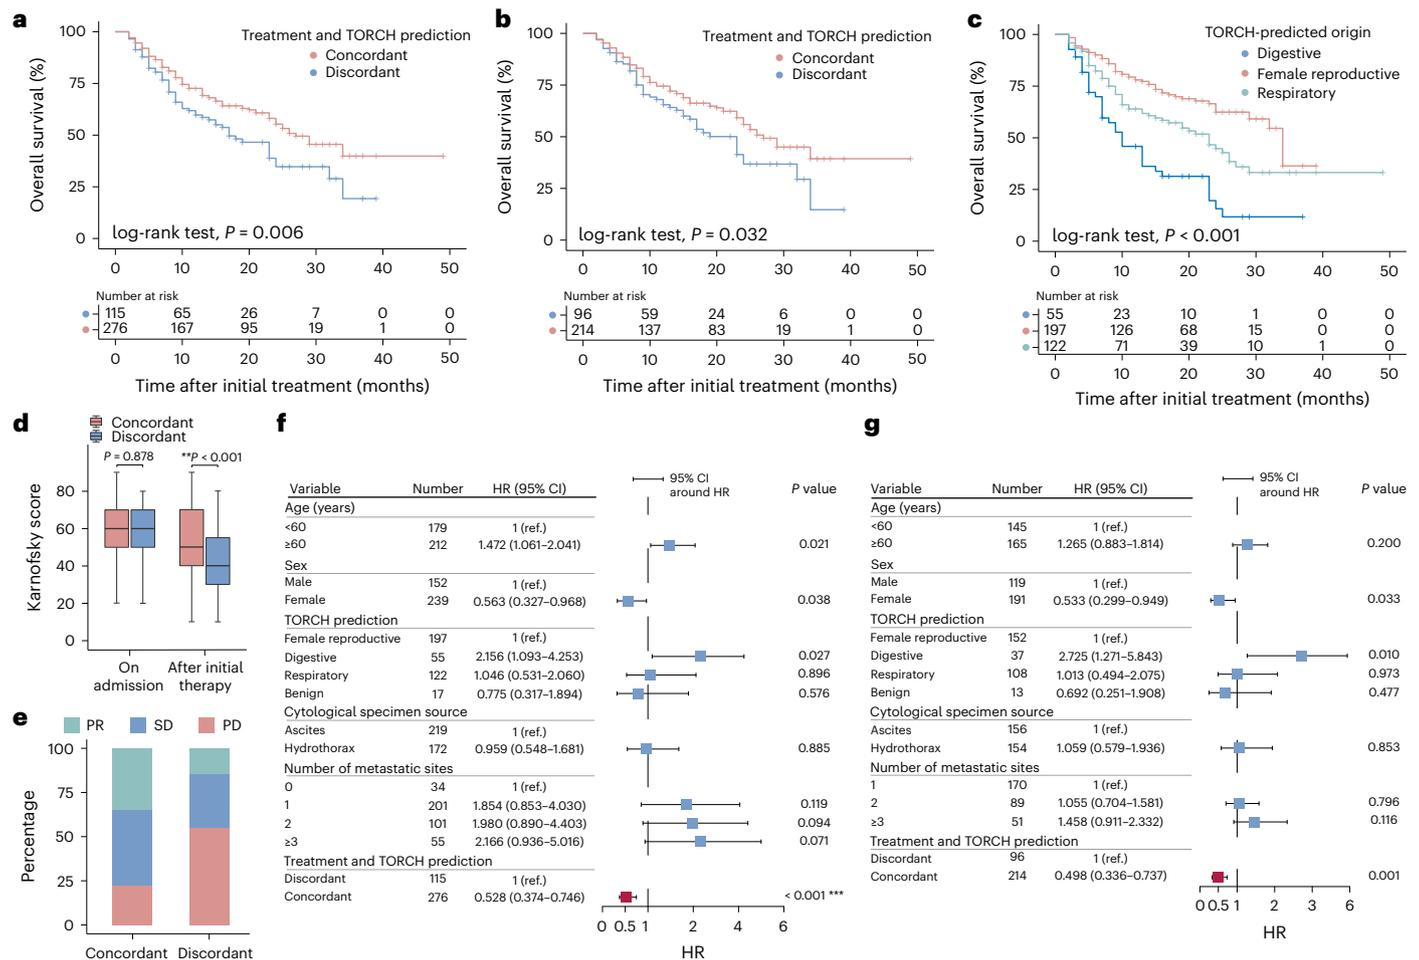 a
Treatment and TORCH prediction
Concordant
Discordant
Overall survival (%)
100
75
50
25
0
log-rank test, P = 0.006
0 10 20 30 40 50
Number at risk
115 65 26 7 0 0
276 167 95 19 1 0
0 10 20 30 40 50
Time after initial treatment (months)
b
Treatment and TORCH prediction
Concordant
Discordant
Overall survival (%)
100
75
50
25
0
log-rank test, P = 0.032
0 10 20 30 40 50
Number at risk
96 59 24 6 0 0
214 137 83 19 1 0
0 10 20 30 40 50
Time after initial treatment (months)
c
TORCH-predicted origin
Digestive
Female reproductive
Respiratory
Overall survival (%)
100
75
50
25
0
log-rank test, P < 0.001
0 10 20 30 40 50
Number at risk
55 23 10 1 0 0
197 126 68 15 0 0
122 71 39 10 1 0
0 10 20 30 40 50
Time after initial treatment (months)
d
Concordant
Discordant
P = 0.878 **P < 0.001
Karnofsky score
80
60
40
20
0
On admission
After initial therapy
e
PR SD PD
Percentage
100
75
50
25
0
Concordant Discordant
f
95% CI
around HR
Variable Number HR (95% CI) P value
Age (years)
<60 179 1 (ref.)
≥60 212 1.472 (1.061–2.041) 0.021
Sex
Male 152 1 (ref.)
Female 239 0.563 (0.327–0.968) 0.038
TORCH prediction
Female reproductive 197 1 (ref.)
Digestive 55 2.156 (1.093–4.253) 0.027
Respiratory 122 1.046 (0.531–2.060) 0.896
Benign 17 0.775 (0.317–1.894) 0.576
Cytological specimen source
Ascites 219 1 (ref.)
Hydrothorax 172 0.959 (0.548–1.681) 0.885
Number of metastatic sites
0 34 1 (ref.)
1 201 1.854 (0.853–4.030) 0.119
2 101 1.980 (0.890–4.403) 0.094
≥3 55 2.166 (0.936–5.016) 0.071
Treatment and TORCH prediction
Discordant 115 1 (ref.)
Concordant 276 0.528 (0.374–0.746) < 0.001 ***
0 0.5 1 2 4 6
HR
g
95% CI
around HR
Variable Number HR (95% CI) P value
Age (years)
<60 145 1 (ref.)
≥60 165 1.265 (0.883–1.814) 0.200
Sex
Male 119 1 (ref.)
Female 191 0.533 (0.299–0.949) 0.033
TORCH prediction
Female reproductive 152 1 (ref.)
Digestive 37 2.725 (1.271–5.843) 0.010
Respiratory 108 1.013 (0.494–2.075) 0.973
Benign 13 0.692 (0.251–1.908) 0.477
Cytological specimen source
Ascites 156 1 (ref.)
Hydrothorax 154 1.059 (0.579–1.936) 0.853
Number of metastatic sites
1 170 1 (ref.)
2 89 1.055 (0.704–1.581) 0.796
≥3 51 1.458 (0.911–2.332) 0.116
Treatment and TORCH prediction
Discordant 96 1 (ref.)
Concordant 214 0.498 (0.336–0.737) 0.001
0 0.5 1 2 3 6
HR